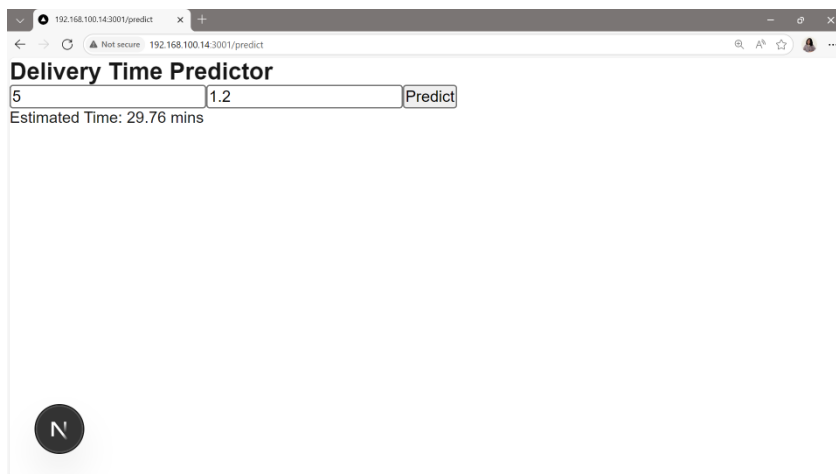 192.168.100.14:3001/predict
Not secure 192.168.100.14:3001/predict
Delivery Time Predictor
5 1.2 Predict
Estimated Time: 29.76 mins
N